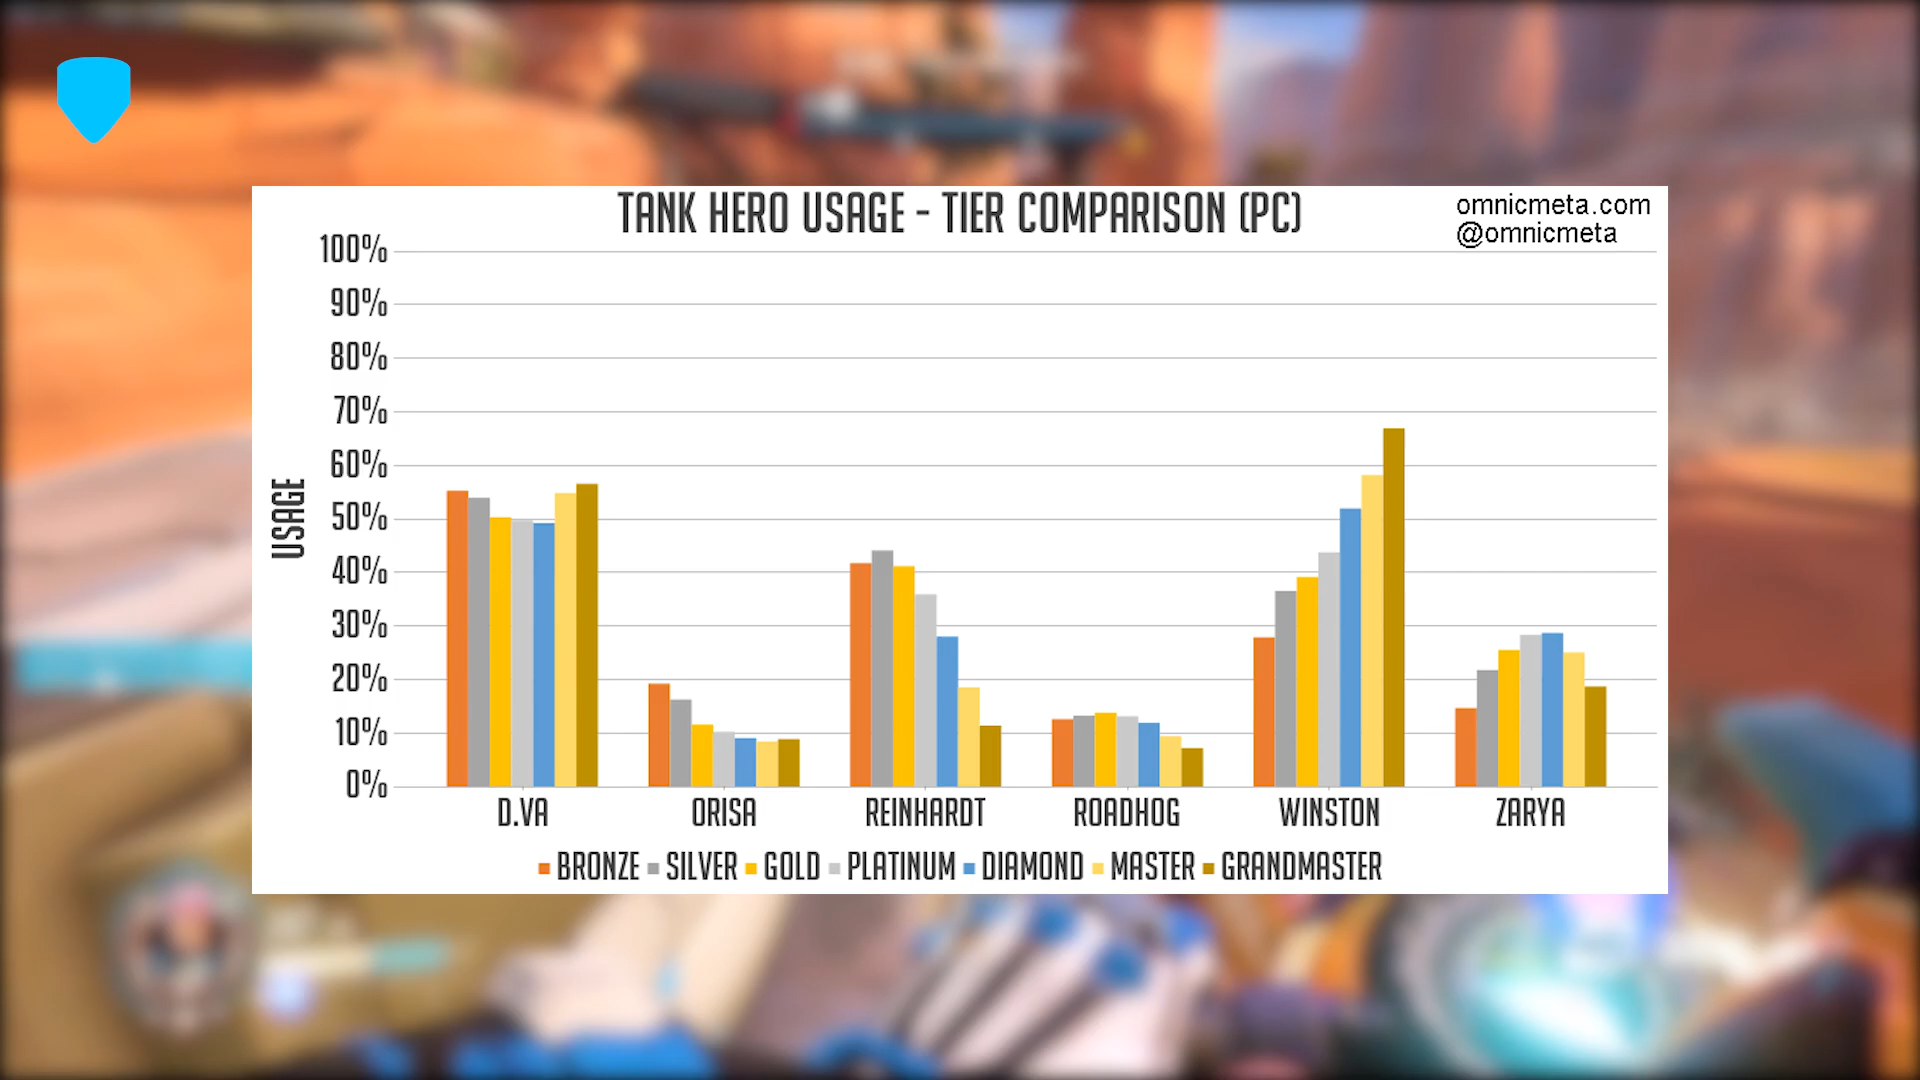 TANK HERO USAGE - TIER COMPARISON (PC)
omnicmeta.com
@omnicmeta
100%
90%
80%
70%
60%
50%
40%
30%
20%
10%
0%
USAGE
D.VA ORISA REINHARDT ROADHOG WINSTON ZARYA
BRONZE SILVER GOLD PLATINUM DIAMOND MASTER GRANDMASTER